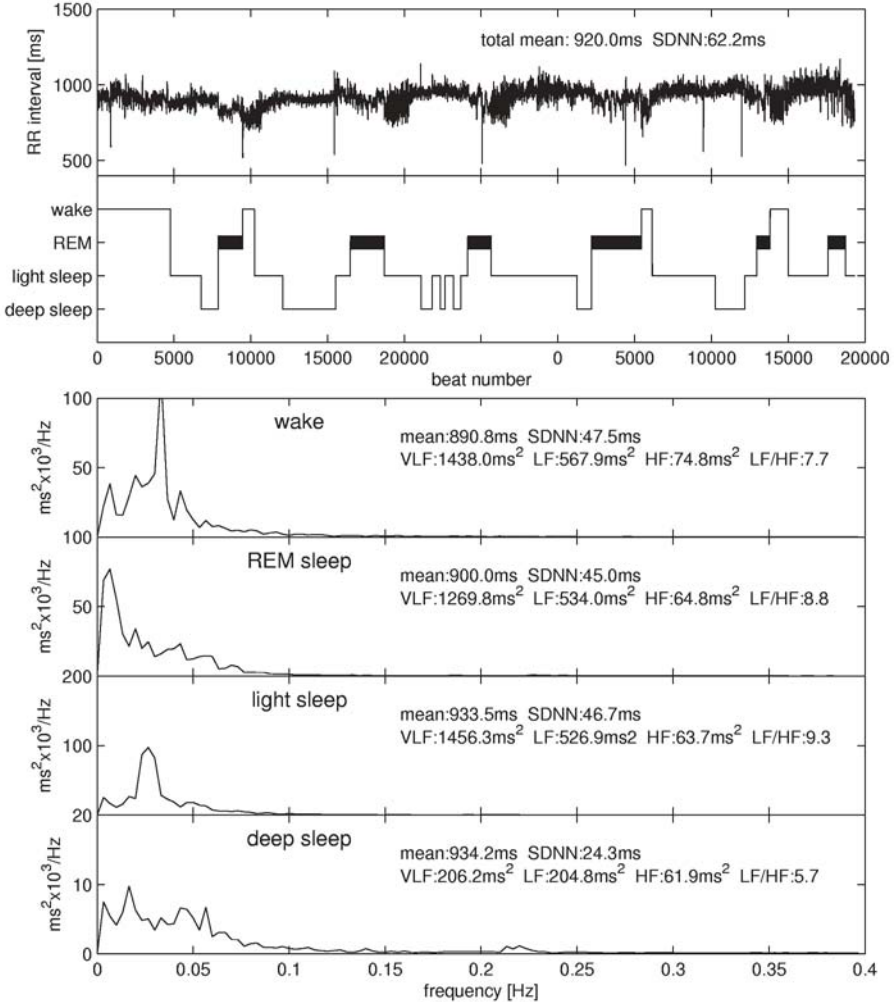 1500
1000
500
RR interval [ms]
total mean: 920.0ms SDNN:62.2ms
wake
REM
light sleep
deep sleep
0 5000 10000 15000 20000 0 5000 10000 15000 20000
beat number
100
50
ms²x10³/Hz
wake
mean:890.8ms SDNN:47.5ms
VLF:1438.0ms² LF:567.9ms² HF:74.8ms² LF/HF:7.7
100
50
ms²x10³/Hz
REM sleep
mean:900.0ms SDNN:45.0ms
VLF:1269.8ms² LF:534.0ms² HF:64.8ms² LF/HF:8.8
200
100
ms²x10³/Hz
light sleep
mean:933.5ms SDNN:46.7ms
VLF:1456.3ms² LF:526.9ms2 HF:63.7ms² LF/HF:9.3
20
10
0
ms²x10³/Hz
deep sleep
mean:934.2ms SDNN:24.3ms
VLF:206.2ms² LF:204.8ms² HF:61.9ms² LF/HF:5.7
0 0.05 0.1 0.15 0.2 0.25 0.3 0.35 0.4
frequency [Hz]